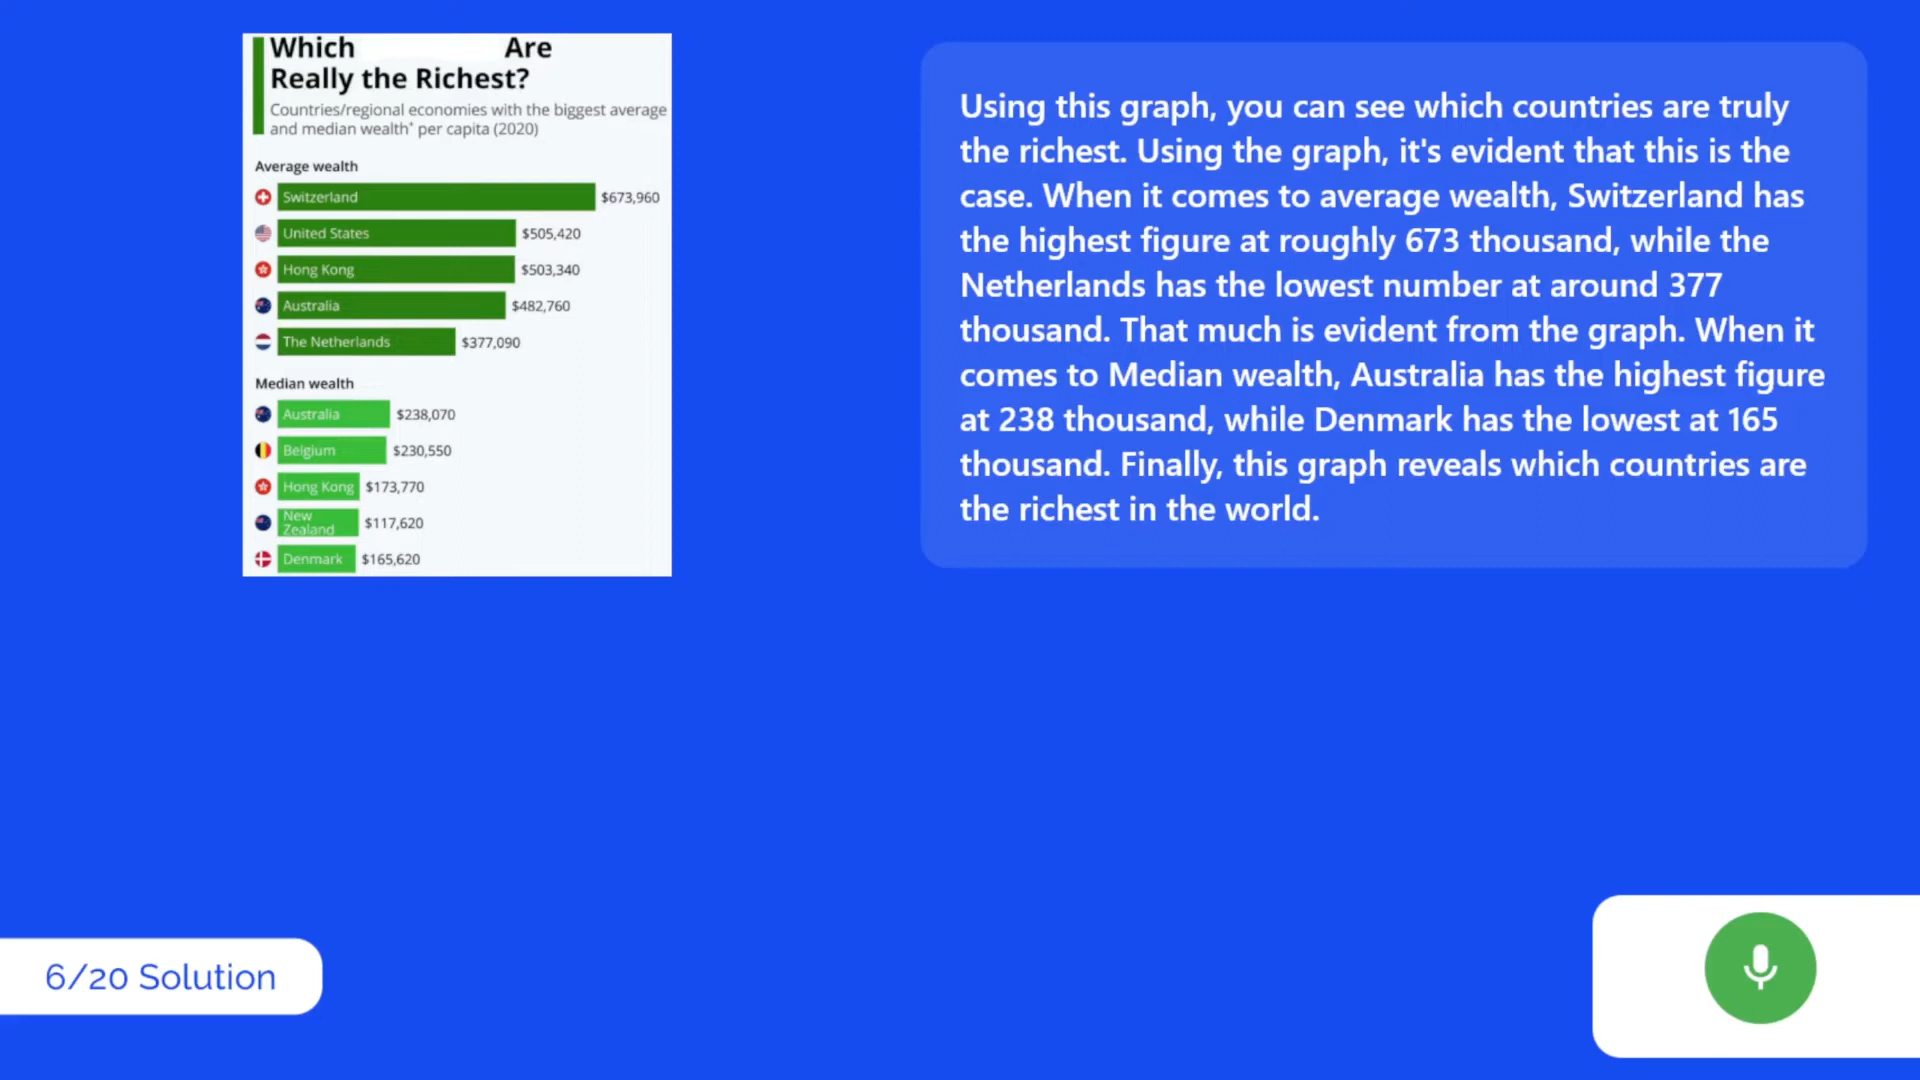 Which Are
Really the Richest?
Countries/regional economies with the biggest average
and median wealth* per capita (2020)
Average wealth
Switzerland $673,960
United States $505,420
Hong Kong $503,340
Australia $482,760
The Netherlands $377,090
Median wealth
Australia $238,070
Belgium $230,550
Hong Kong $173,770
New
Zealand $117,620
Denmark $165,620
Using this graph, you can see which countries are truly
the richest. Using the graph, it's evident that this is the
case. When it comes to average wealth, Switzerland has
the highest figure at roughly 673 thousand, while the
Netherlands has the lowest number at around 377
thousand. That much is evident from the graph. When it
comes to Median wealth, Australia has the highest figure
at 238 thousand, while Denmark has the lowest at 165
thousand. Finally, this graph reveals which countries are
the richest in the world.
6/20 Solution